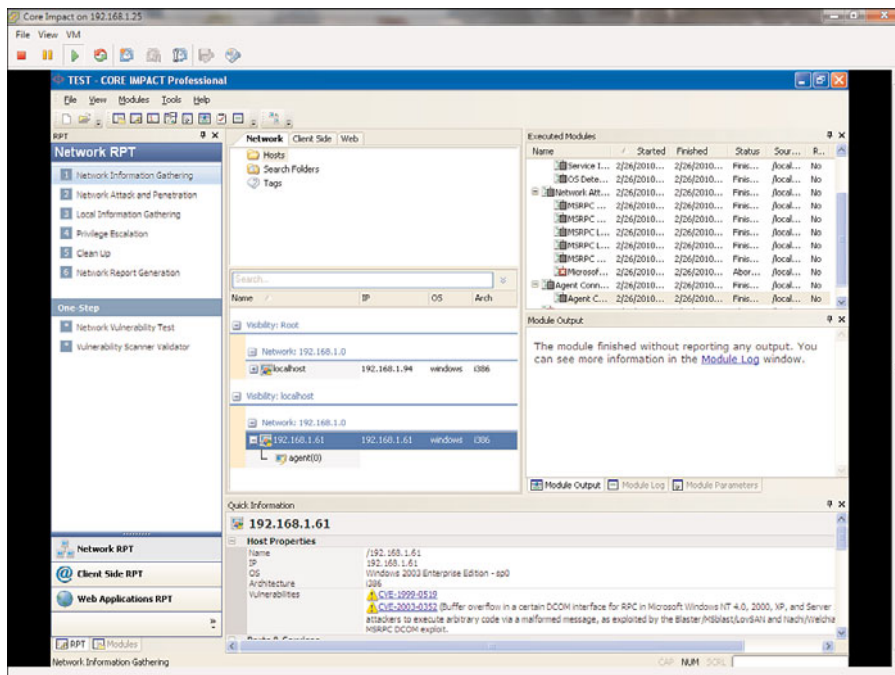 Core Impact on 192.168.1.25
File View VM
TEST - CORE IMPACT Professional
File View Modules Tools Help
RPT
Network RPT
1 Network Information Gathering
2 Network Attack and Penetration
3 Local Information Gathering
4 Privilege Escalation
5 Clean Up
6 Network Report Generation
One-Step
Network Vulnerability Test
Vulnerability Scanner Validator
Network RPT
Client Side RPT
Web Applications RPT
RPT Modules
Network Client Side Web
Hosts
Search Folders
Tags
Search...
Name IP OS Arch
Visibility: Root
Network: 192.168.1.0
localhost 192.168.1.94 windows i386
Visibility: localhost
Network: 192.168.1.0
192.168.1.61 192.168.1.61 windows i386
agent(0)
Executed Modules
Name Started Finished Status Sour... R...
Service I... 2/26/2010... 2/26/2010... Finis... /local... No
OS Dete... 2/26/2010... 2/26/2010... Finis... /local... No
Network Att... 2/26/2010... 2/26/2010... Finis... /local... No
MSRPC ... 2/26/2010... 2/26/2010... Finis... /local... No
MSRPC ... 2/26/2010... 2/26/2010... Finis... /local... No
MSRPC L... 2/26/2010... 2/26/2010... Finis... /local... No
MSRPC L... 2/26/2010... 2/26/2010... Finis... /local... No
MSRPC ... 2/26/2010... 2/26/2010... Finis... /local... No
Microsof... 2/26/2010... 2/26/2010... Abor... /local... No
Agent Conn... 2/26/2010... 2/26/2010... Finis... /local... No
Agent C... 2/26/2010... 2/26/2010... Finis... /local... No
Module Output
The module finished without reporting any output. You
can see more information in the Module Log window.
Module Output Module Log Module Parameters
Quick Information
192.168.1.61
Host Properties
Name /192.168.1.61
IP 192.168.1.61
OS Windows 2003 Enterprise Edition - sp0
Architecture i386
Vulnerabilities CVE-1999-0519
CVE-2003-0352 (Buffer overflow in a certain DCOM interface for RPC in Microsoft Windows NT 4.0, 2000, XP, and Server
attackers to execute arbitrary code via a malformed message, as exploited by the Blaster/MSblast/LovSAN and Nachi/Welchia
MSRPC DCOM exploit.
Network Information Gathering
CAP NUM SCRL